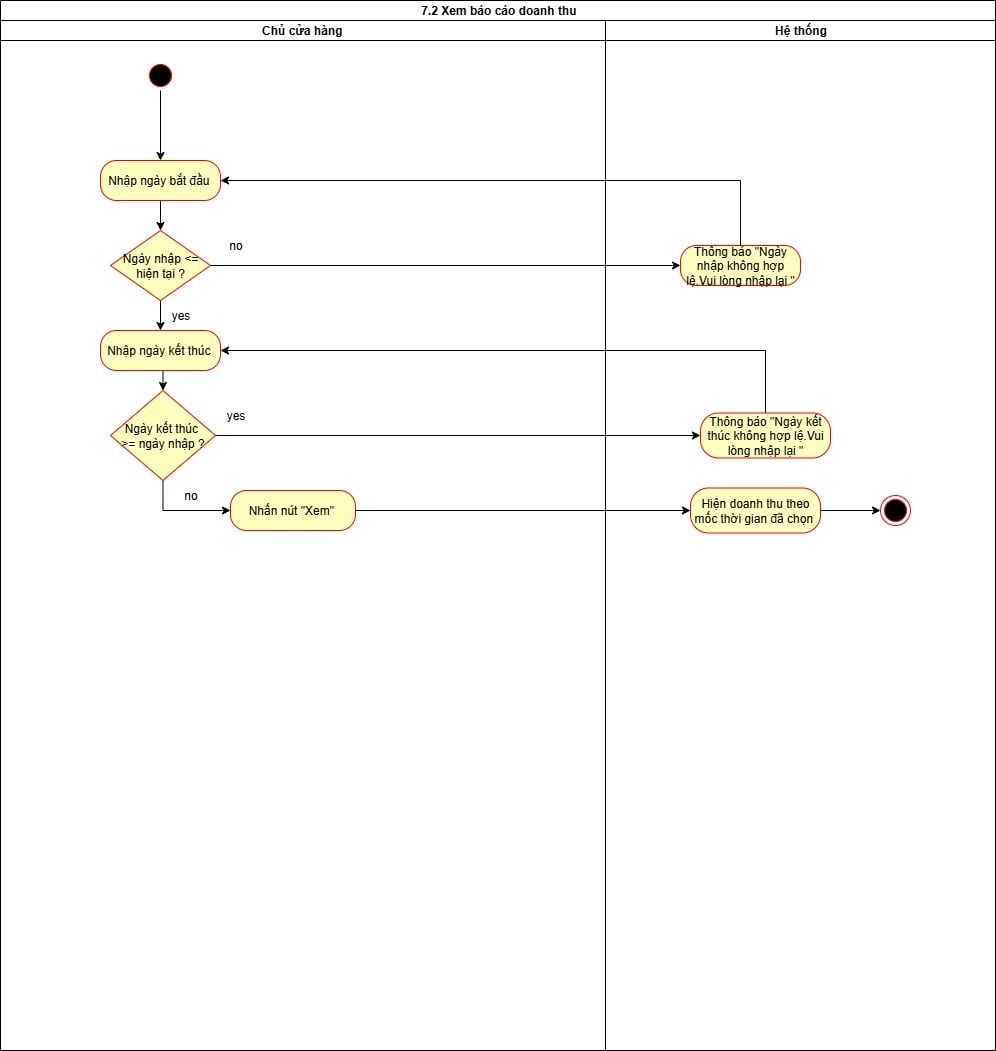 7.2 Xem báo cáo doanh thu
Chủ cửa hàng
Hệ thống
Nhập ngày bắt đầu
Ngày nhập <=
hiện tại ?
no
Thông báo "Ngày
nhập không hợp
lệ.Vui lòng nhập lại "
yes
Nhập ngày kết thúc
Ngày kết thúc
>= ngày nhập ?
yes
Thông báo "Ngày kết
thúc không hợp lệ.Vui
lòng nhập lại "
no
Nhấn nút "Xem"
Hiện doanh thu theo
mốc thời gian đã chọn